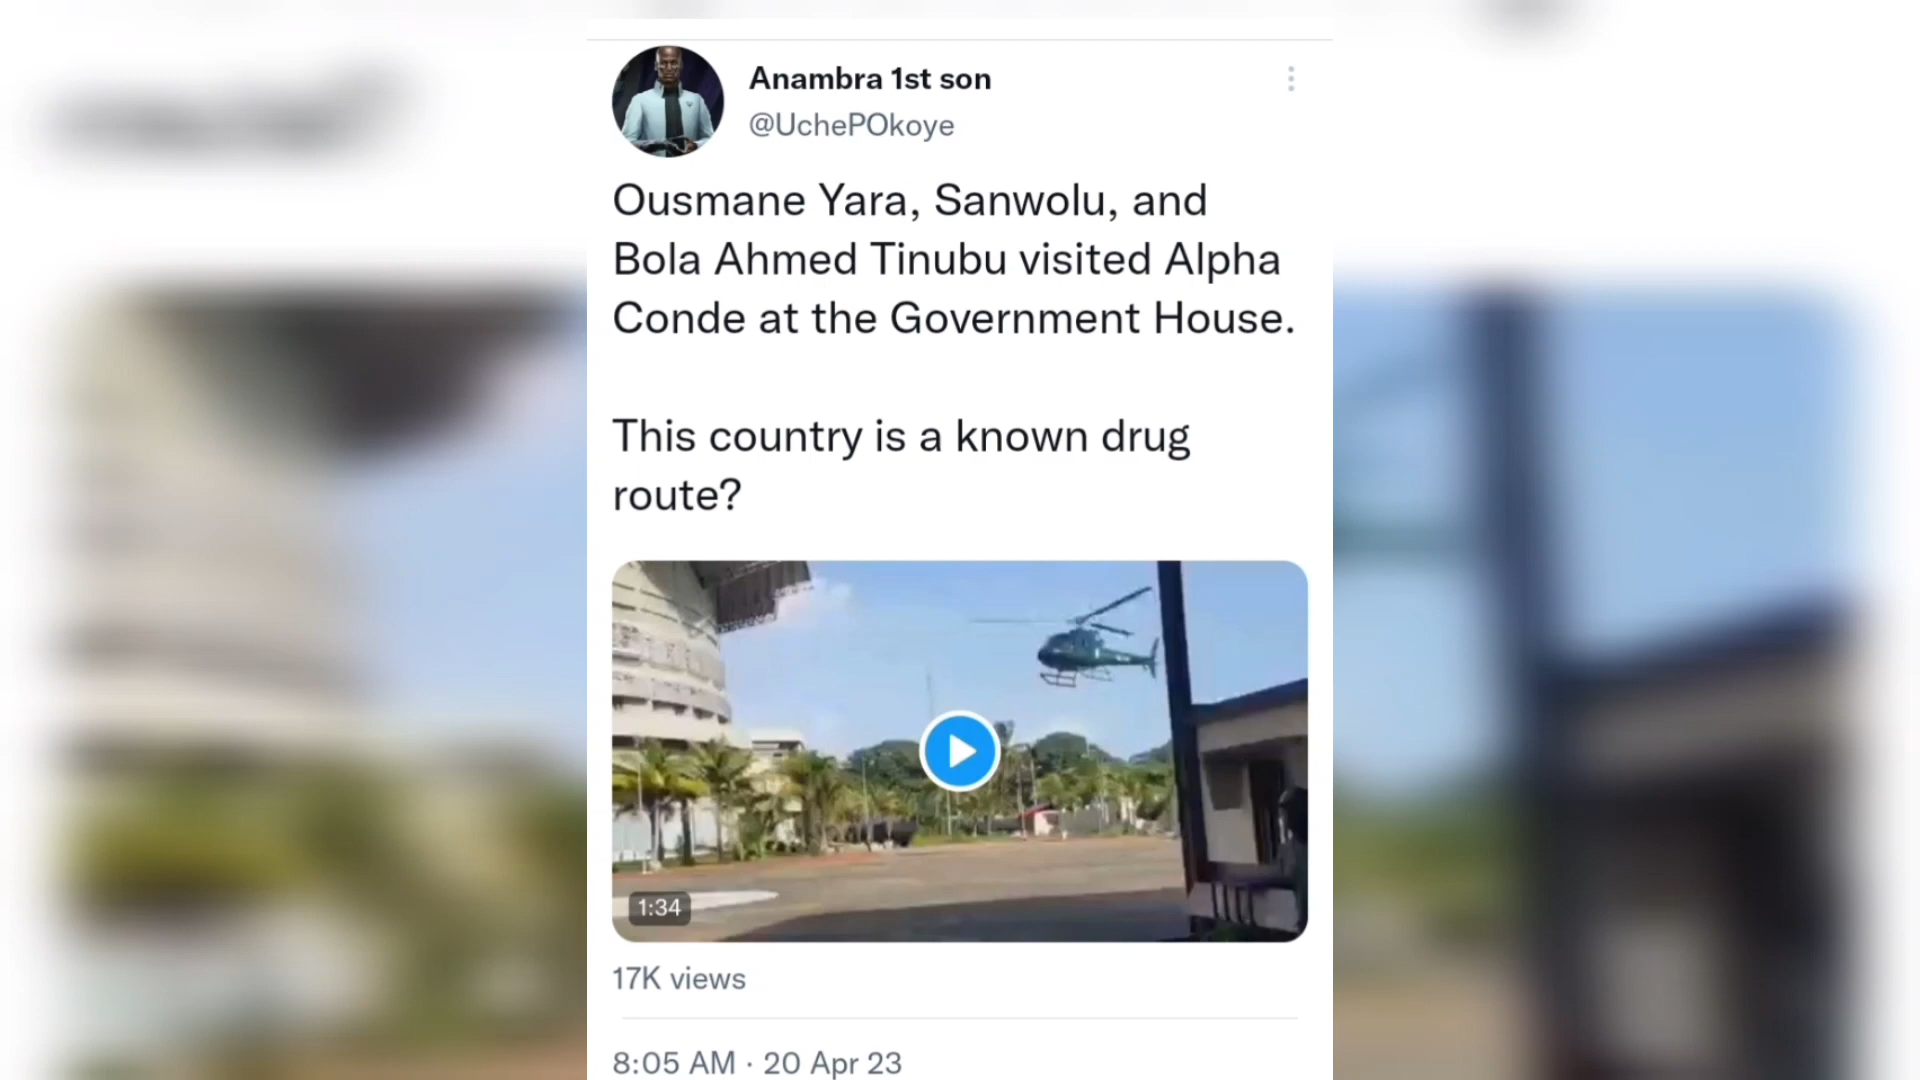 Anambra 1st son
@UchePOkoye
Ousmane Yara, Sanwolu, and
Bola Ahmed Tinubu visited Alpha
Conde at the Government House.
This country is a known drug
route?
1:34
17K views
8:05 AM · 20 Apr 23